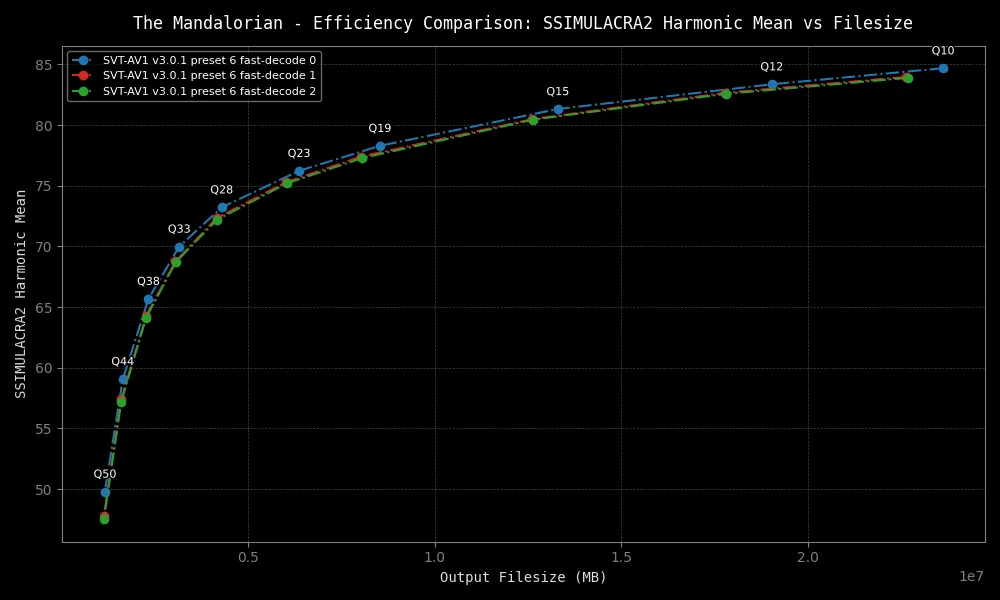 The Mandalorian - Efficiency Comparison: SSIMULACRA2 Harmonic Mean vs Filesize
SVT-AV1 v3.0.1 preset 6 fast-decode 0
SVT-AV1 v3.0.1 preset 6 fast-decode 1
SVT-AV1 v3.0.1 preset 6 fast-decode 2
Q10
Q12
Q15
Q19
Q23
Q28
Q33
Q38
Q44
Q50
85
80
75
70
65
60
55
50
SSIMULACRA2 Harmonic Mean
0.5
1.0
1.5
2.0
1e7
Output Filesize (MB)